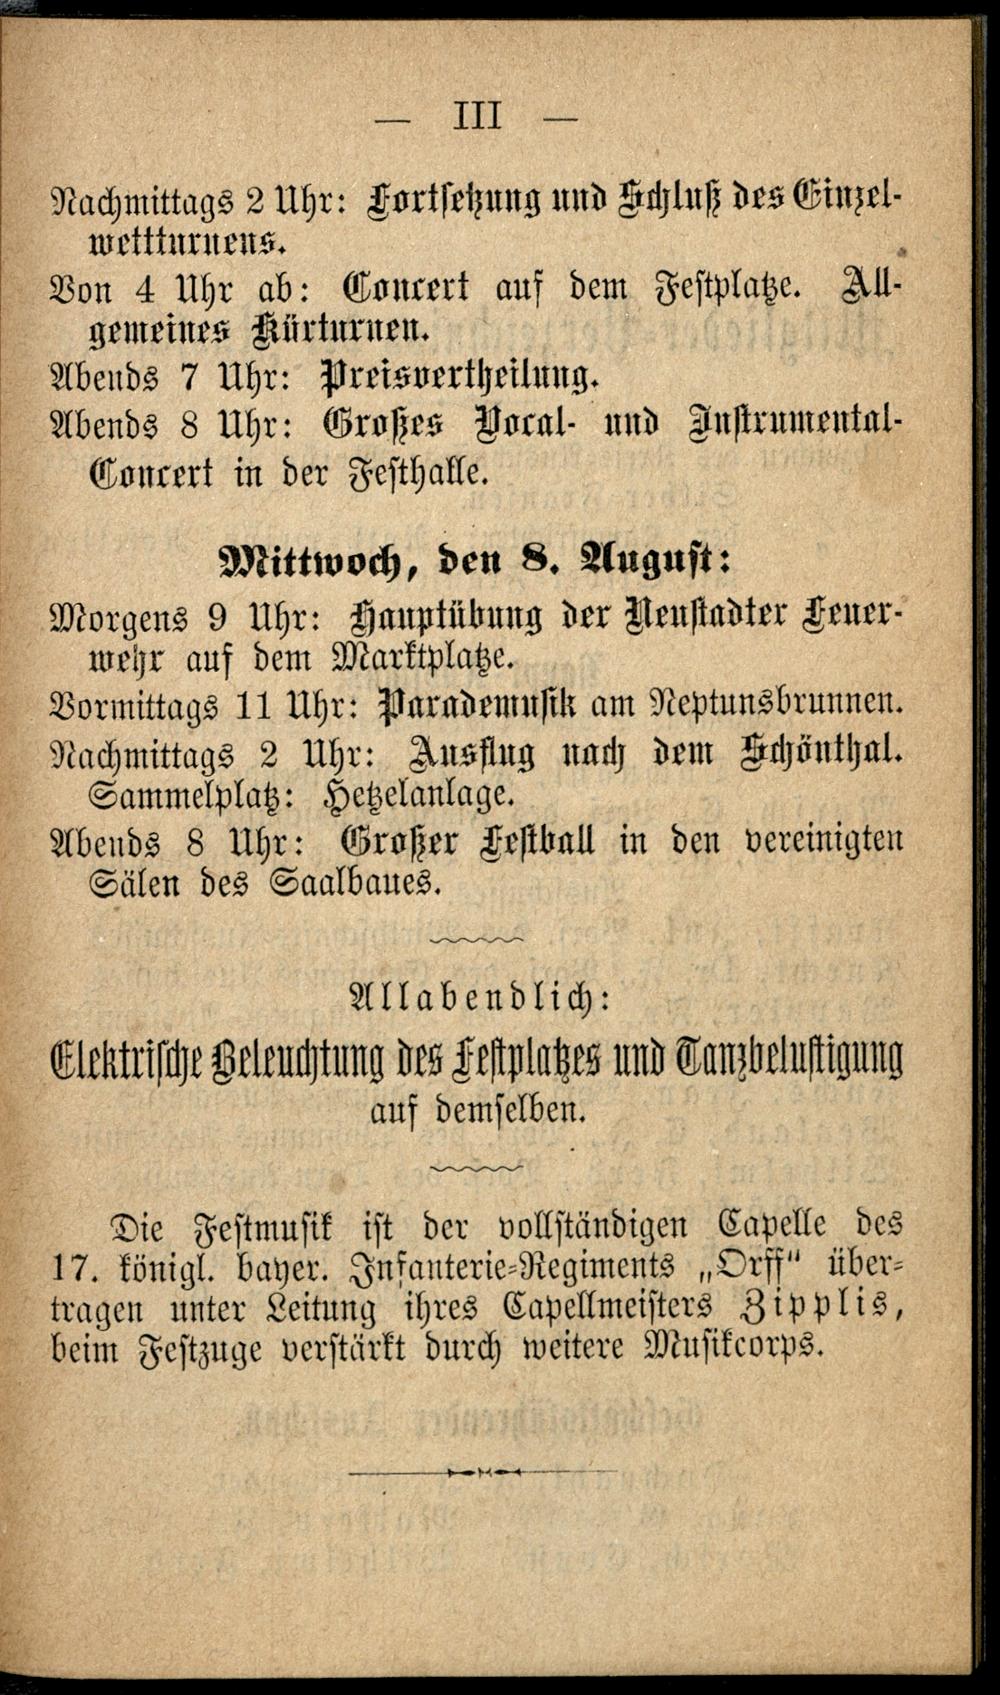 — III —
Nachmittags 2 Uhr: Fortsetzung und Schluß des Einzel-
wettturnens.
Von 4 Uhr ab: Concert auf dem Festplatze. All-
gemeines Kürturnen.
Abends 7 Uhr: Preisvertheilung.
Abends 8 Uhr: Großes Vocal- und Instrumental-
Concert in der Festhalle.
Mittwoch, den 8. August:
Morgens 9 Uhr: Hauptübung der Neustadter Feuer-
wehr auf dem Marktplatze.
Vormittags 11 Uhr: Parademusik am Neptunsbrunnen.
Nachmittags 2 Uhr: Ausflug nach dem Schönthal.
Sammelplatz: Hetzelanlage.
Abends 8 Uhr: Großer Festball in den vereinigten
Sälen des Saalbaues.
Allabendlich:
Elektrische Beleuchtung des Festplatzes und Tanzbelustigung
auf demselben.
Die Festmusik ist der vollständigen Capelle des
17. königl. bayer. Infanterie-Regiments „Orff“ über-
tragen unter Leitung ihres Capellmeisters Zipplis,
beim Festzuge verstärkt durch weitere Musikcorps.